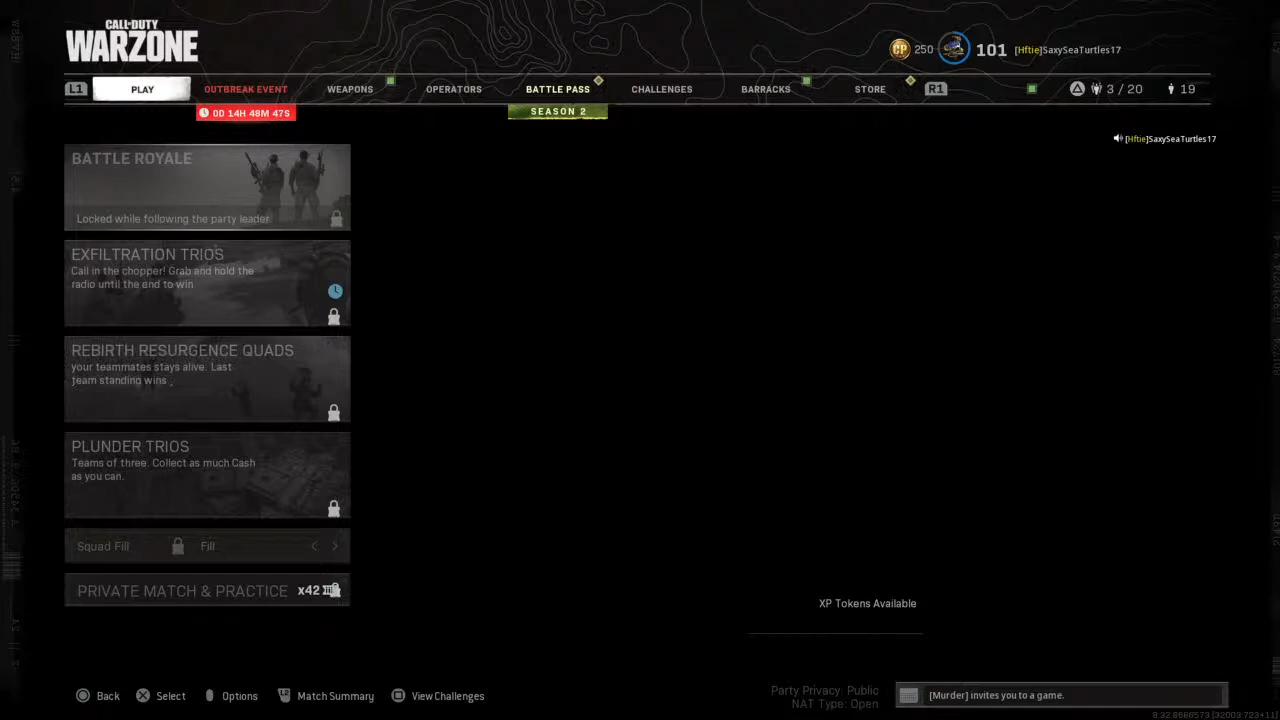 CALL OF DUTY
WARZONE
CP 250 101 [Hftie]SaxySeaTurtles17
L1 PLAY OUTBREAK EVENT WEAPONS OPERATORS BATTLE PASS CHALLENGES BARRACKS STORE R1 3 / 20 19
0D 14H 48M 47S
SEASON 2
[Hftie]SaxySeaTurtles17
BATTLE ROYALE
Locked while following the party leader
EXFILTRATION TRIOS
Call in the chopper! Grab and hold the
radio until the end to win
REBIRTH RESURGENCE QUADS
your teammates stays alive. Last
team standing wins
PLUNDER TRIOS
Teams of three. Collect as much Cash
as you can.
Squad Fill Fill
PRIVATE MATCH & PRACTICE x42
XP Tokens Available
Back Select Options L2 Match Summary View Challenges
Party Privacy: Public
NAT Type: Open
[Murder] invites you to a game.